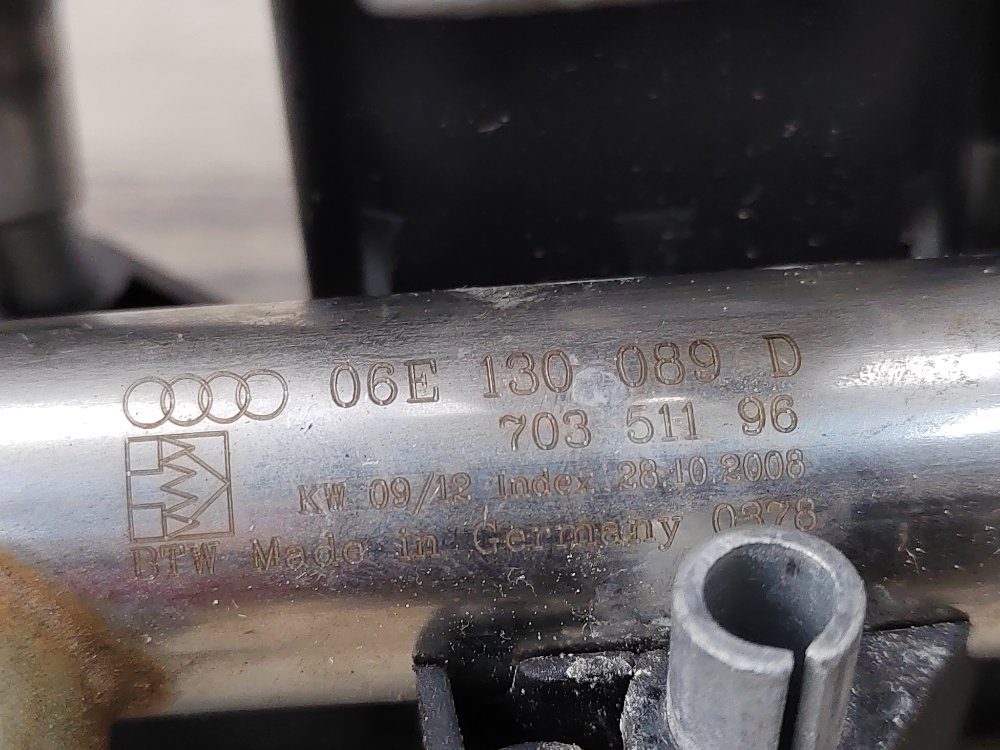 06E 130 089 D
703 511 96
KW 09/12 Index 28.10.2008
BTW Made in Germany 0378